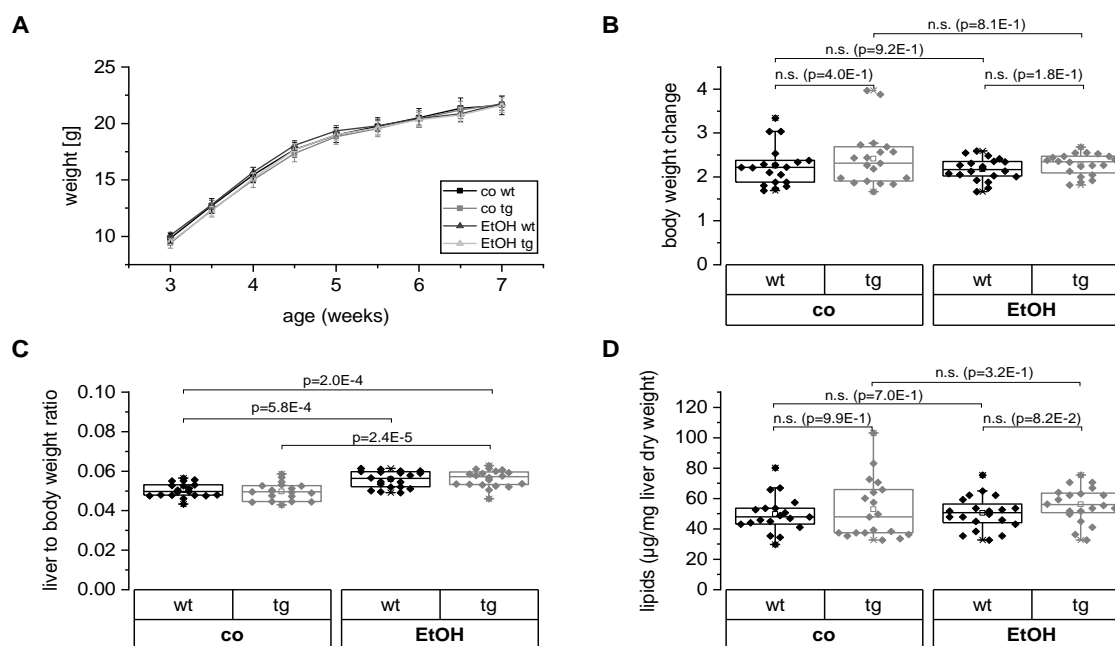 A
weight [g]
25
20
15
10
3 4 5 6 7
age (weeks)
co wt
co tg
EtOH wt
EtOH tg
B
n.s. (p=8.1E-1)
n.s. (p=9.2E-1)
n.s. (p=4.0E-1) n.s. (p=1.8E-1)
body weight change
4
3
2
1
0
wt tg wt tg
co EtOH
C
p=2.0E-4
p=5.8E-4
p=2.4E-5
liver to body weight ratio
0.10
0.08
0.06
0.04
0.02
0.00
wt tg wt tg
co EtOH
D
n.s. (p=3.2E-1)
n.s. (p=7.0E-1)
n.s. (p=9.9E-1) n.s. (p=8.2E-2)
lipids (µg/mg liver dry weight)
120
100
80
60
40
20
0
wt tg wt tg
co EtOH